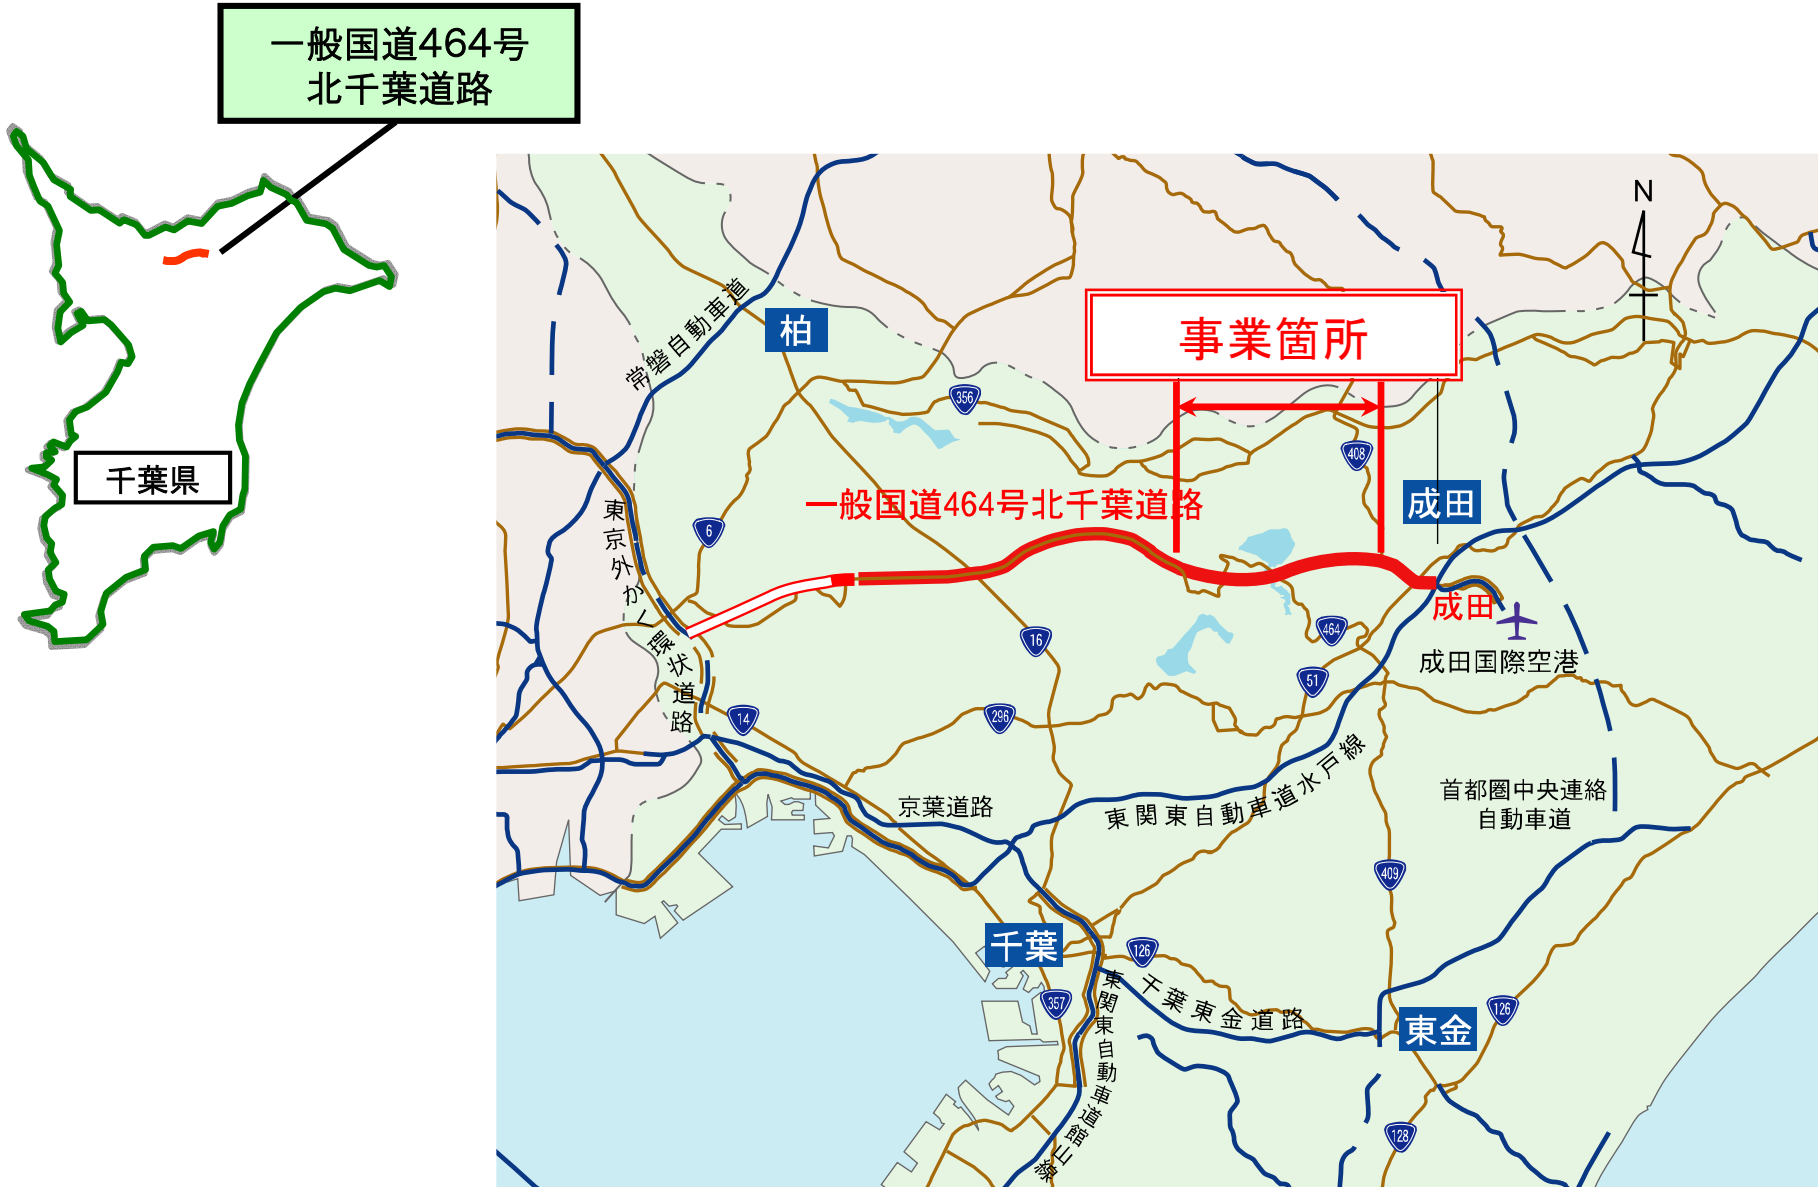 一般国道464号
北千葉道路
千葉県
N
常磐自動車道
柏
事業箇所
356
408
一般国道464号北千葉道路
成田
東京外かく環状道路
6
成田
成田国際空港
16
464
51
14
296
京葉道路
東関東自動車道水戸線
首都圏中央連絡
自動車道
409
千葉
126
357
千葉東金道路
東関東自動車道館山線
東金
126
128